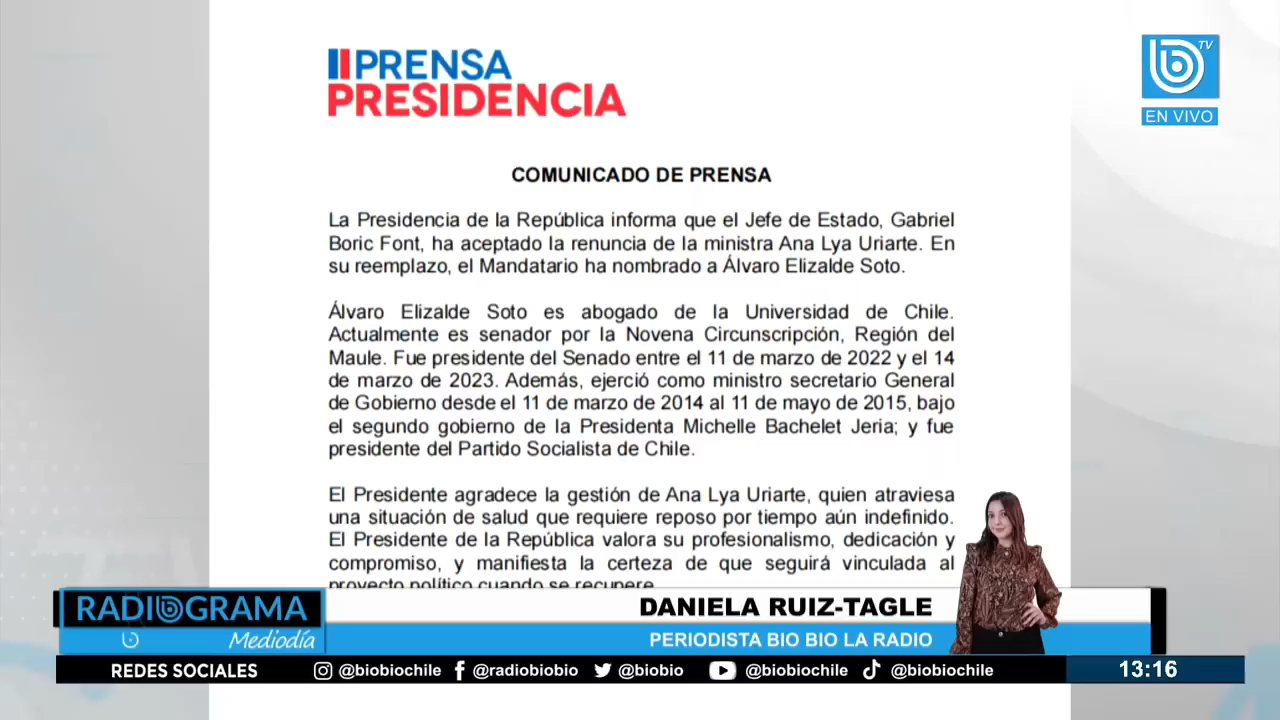 PRENSA
PRESIDENCIA
TV
EN VIVO
COMUNICADO DE PRENSA
La Presidencia de la República informa que el Jefe de Estado, Gabriel
Boric Font, ha aceptado la renuncia de la ministra Ana Lya Uriarte. En
su reemplazo, el Mandatario ha nombrado a Álvaro Elizalde Soto.
Álvaro Elizalde Soto es abogado de la Universidad de Chile.
Actualmente es senador por la Novena Circunscripción, Región del
Maule. Fue presidente del Senado entre el 11 de marzo de 2022 y el 14
de marzo de 2023. Además, ejerció como ministro secretario General
de Gobierno desde el 11 de marzo de 2014 al 11 de mayo de 2015, bajo
el segundo gobierno de la Presidenta Michelle Bachelet Jeria; y fue
presidente del Partido Socialista de Chile.
El Presidente agradece la gestión de Ana Lya Uriarte, quien atraviesa
una situación de salud que requiere reposo por tiempo aún indefinido.
El Presidente de la República valora su profesionalismo, dedicación y
compromiso, y manifiesta la certeza de que seguirá vinculada al
proyecto político cuando se recupere.
RADIOGRAMA
Mediodía
DANIELA RUIZ-TAGLE
PERIODISTA BIO BIO LA RADIO
REDES SOCIALES @biobiochile @radiobiobio @biobio @biobiochile @biobiochile 13:16